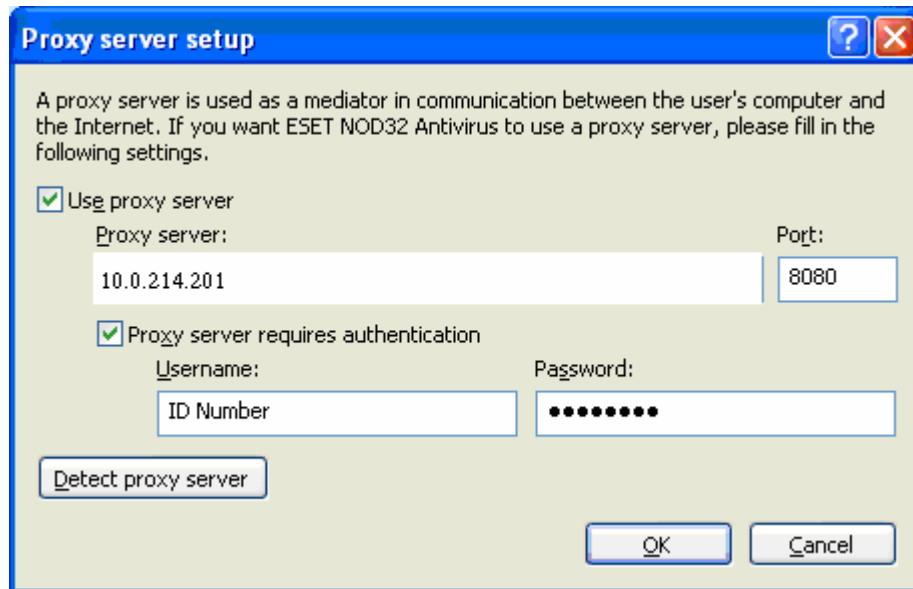 Proxy server setup
A proxy server is used as a mediator in communication between the user's computer and
the Internet. If you want ESET NOD32 Antivirus to use a proxy server, please fill in the
following settings.
Use proxy server
Proxy server: Port:
10.0.214.201 8080
Proxy server requires authentication
Username: Password:
ID Number ●●●●●●●●
Detect proxy server
OK Cancel